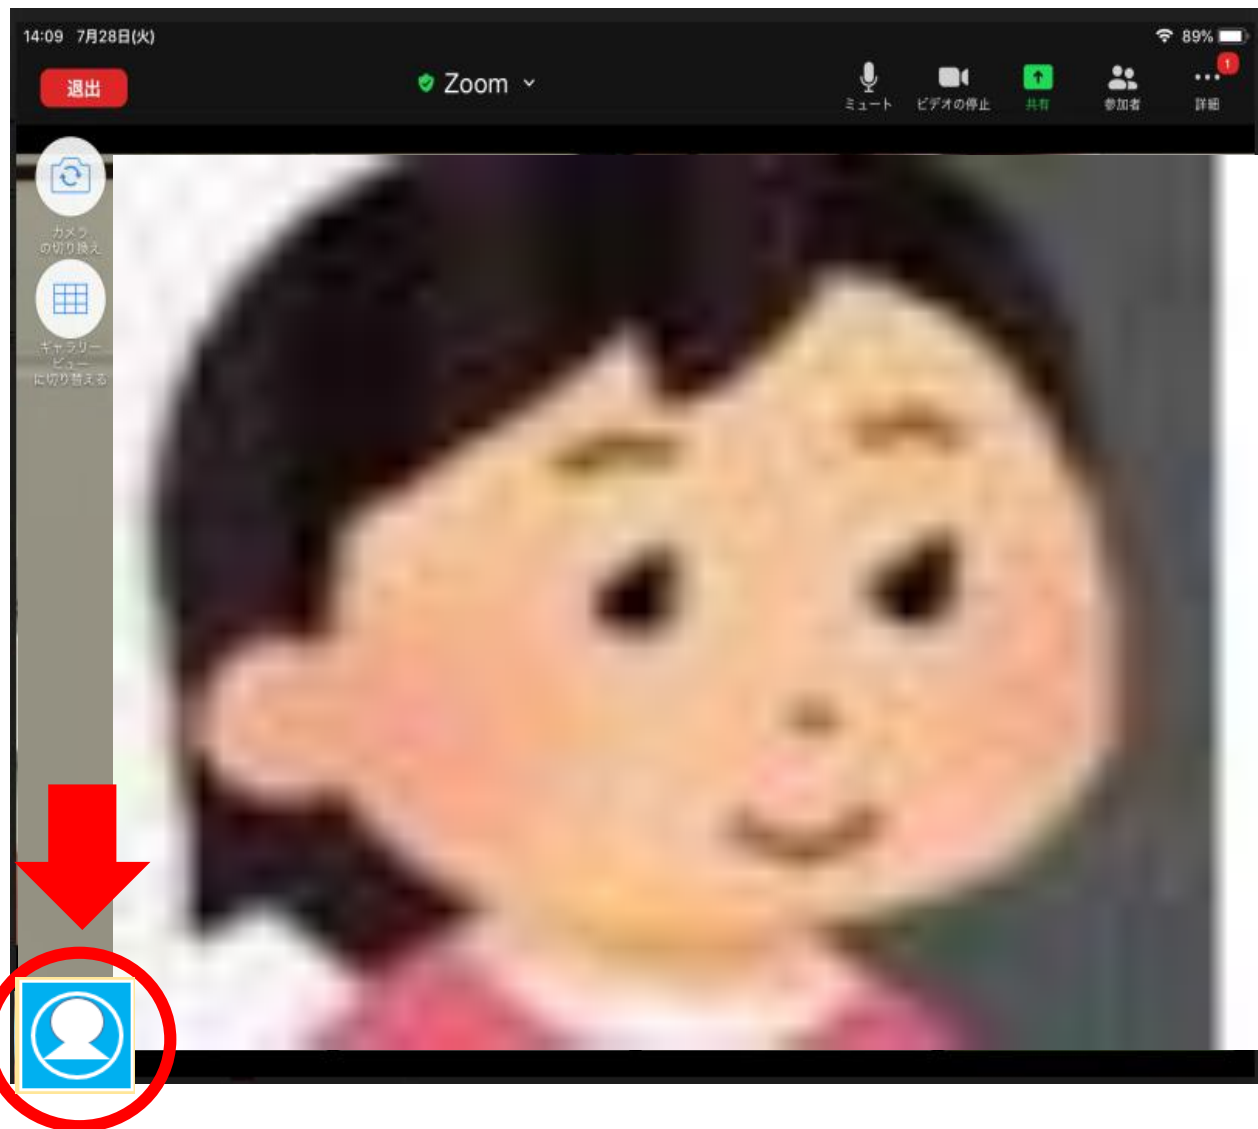 14:09 7月28日(火)
89%
退出
Zoom
1
ミュート
ビデオの停止
共有
参加者
詳細
カメラ
の切り換え
ギャラリー
ビュー
に切り替える